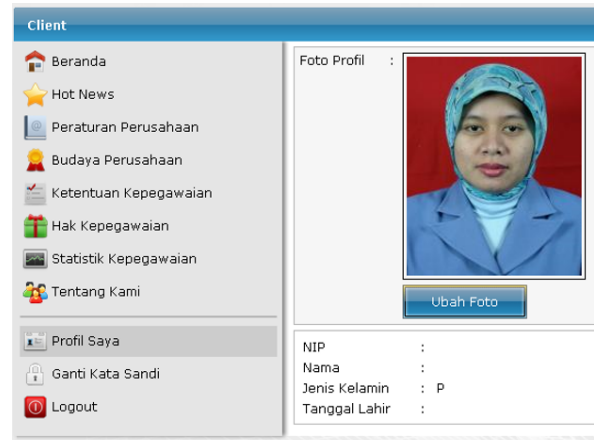 Client
Beranda
Hot News
Peraturan Perusahaan
Budaya Perusahaan
Ketentuan Kepegawaian
Hak Kepegawaian
Statistik Kepegawaian
Tentang Kami
Profil Saya
Ganti Kata Sandi
Logout
Foto Profil :
Ubah Foto
NIP :
Nama :
Jenis Kelamin : P
Tanggal Lahir :